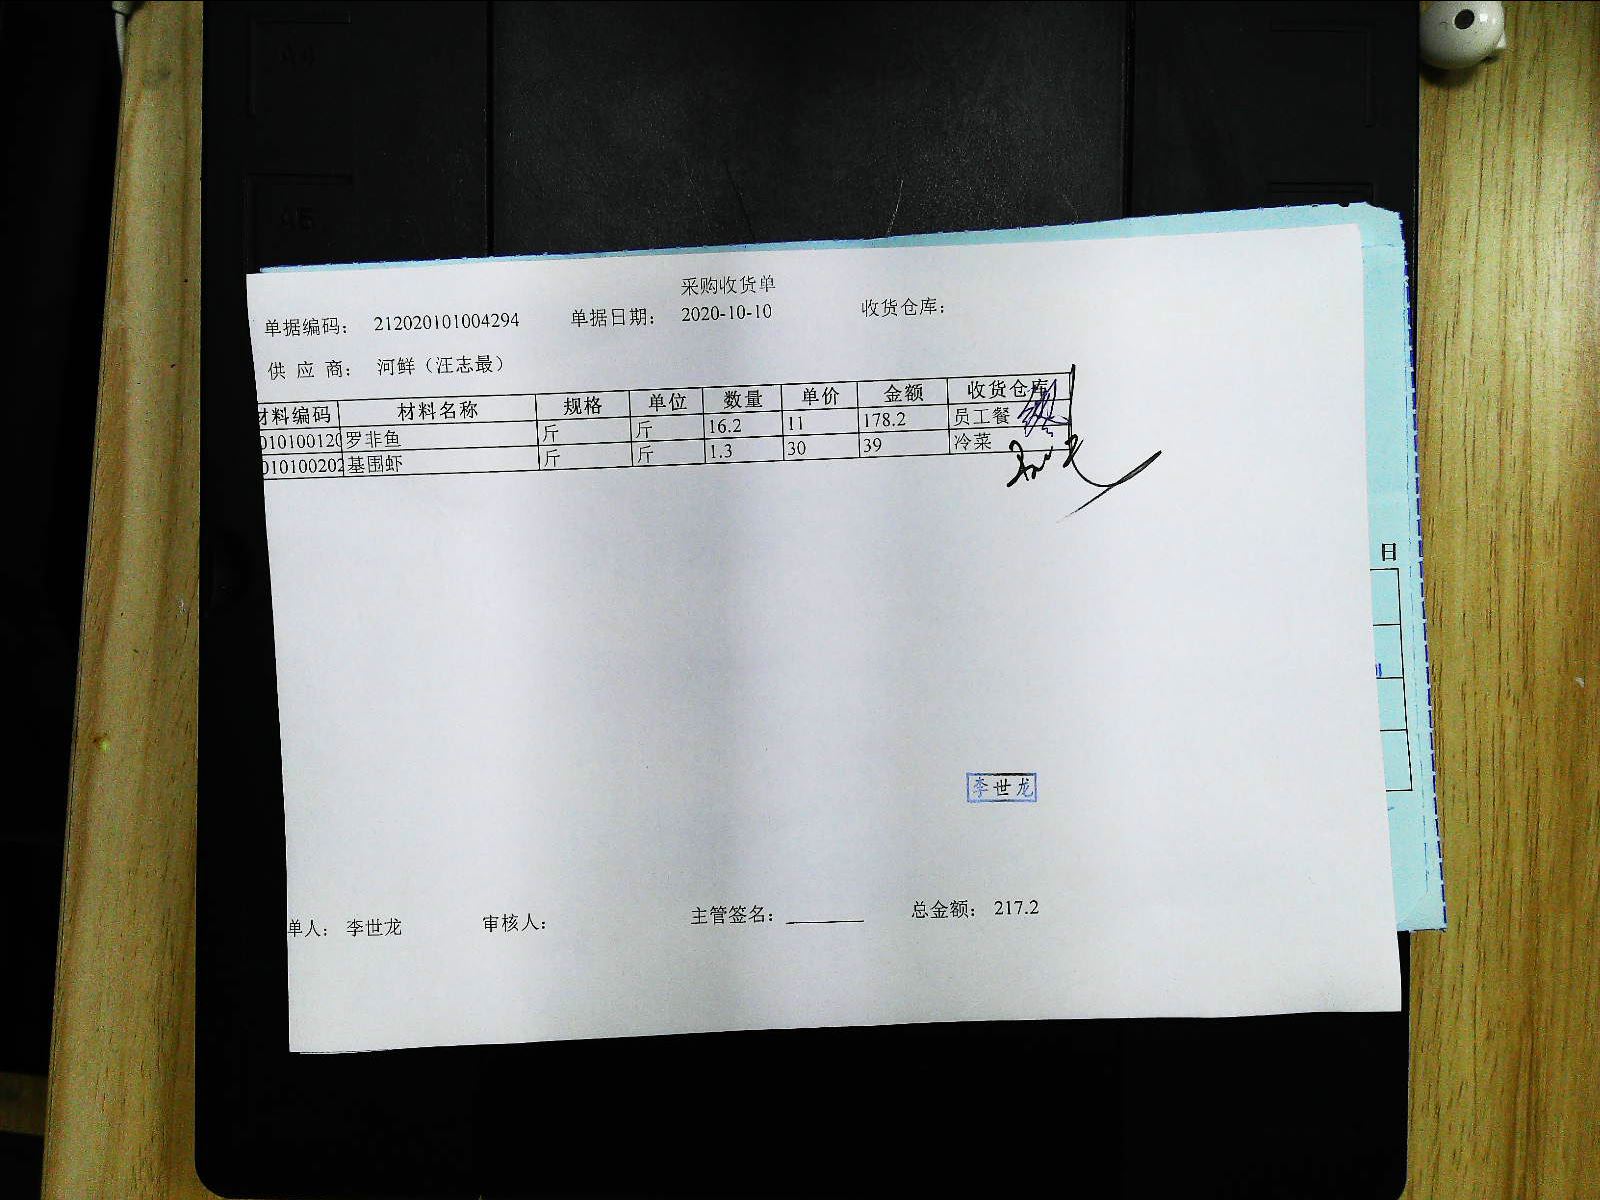 采购收货单
单据编码： 212020101004294 单据日期： 2020-10-10 收货仓库：
供 应 商： 河鲜（汪志最）
材料编码 材料名称 规格 单位 数量 单价 金额 收货仓库
010100120 罗非鱼 斤 斤 16.2 11 178.2 员工餐
010100202 基围虾 斤 斤 1.3 30 39 冷菜
日
李世龙
单人： 李世龙 审核人： 主管签名： 总金额： 217.2